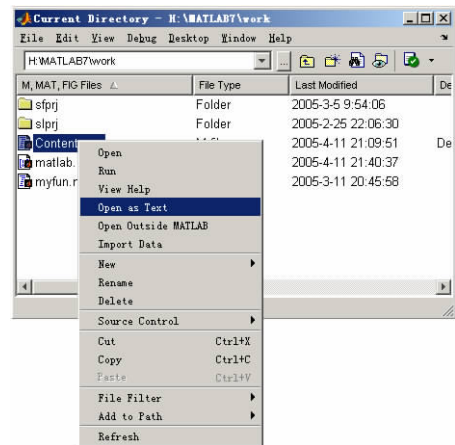 Current Directory - H:\MATLAB7\work
File Edit View Debug Desktop Window Help
H:\MATLAB7\work
M, MAT, FIG Files File Type Last Modified De
sfprj Folder 2005-3-5 9:54:06
slprj Folder 2005-2-25 22:06:30
Content 2005-4-11 21:09:51 De
matlab. 2005-4-11 21:40:37
myfun. 2005-3-11 20:45:58
Open
Run
View Help
Open as Text
Open Outside MATLAB
Import Data
New
Rename
Delete
Source Control
Cut Ctrl+X
Copy Ctrl+C
Paste Ctrl+V
File Filter
Add to Path
Refresh